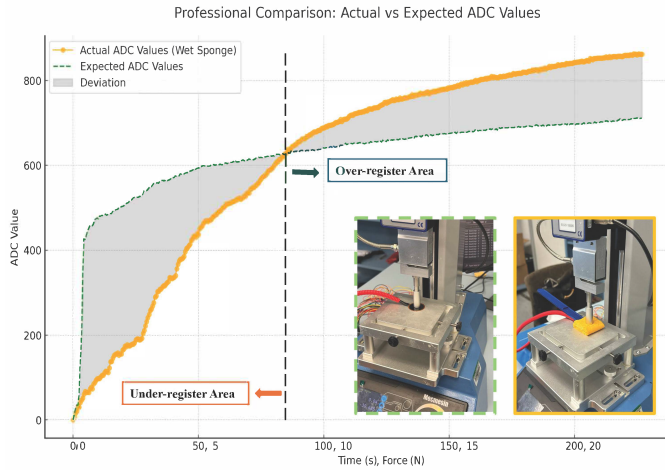 Professional Comparison: Actual vs Expected ADC Values
Actual ADC Values (Wet Sponge)
Expected ADC Values
Deviation
800
600
400
200
0
ADC Value
Over-register Area
Under-register Area
Mecmesin
50, 5
100, 10
150, 15
200, 20
Time (s), Force (N)